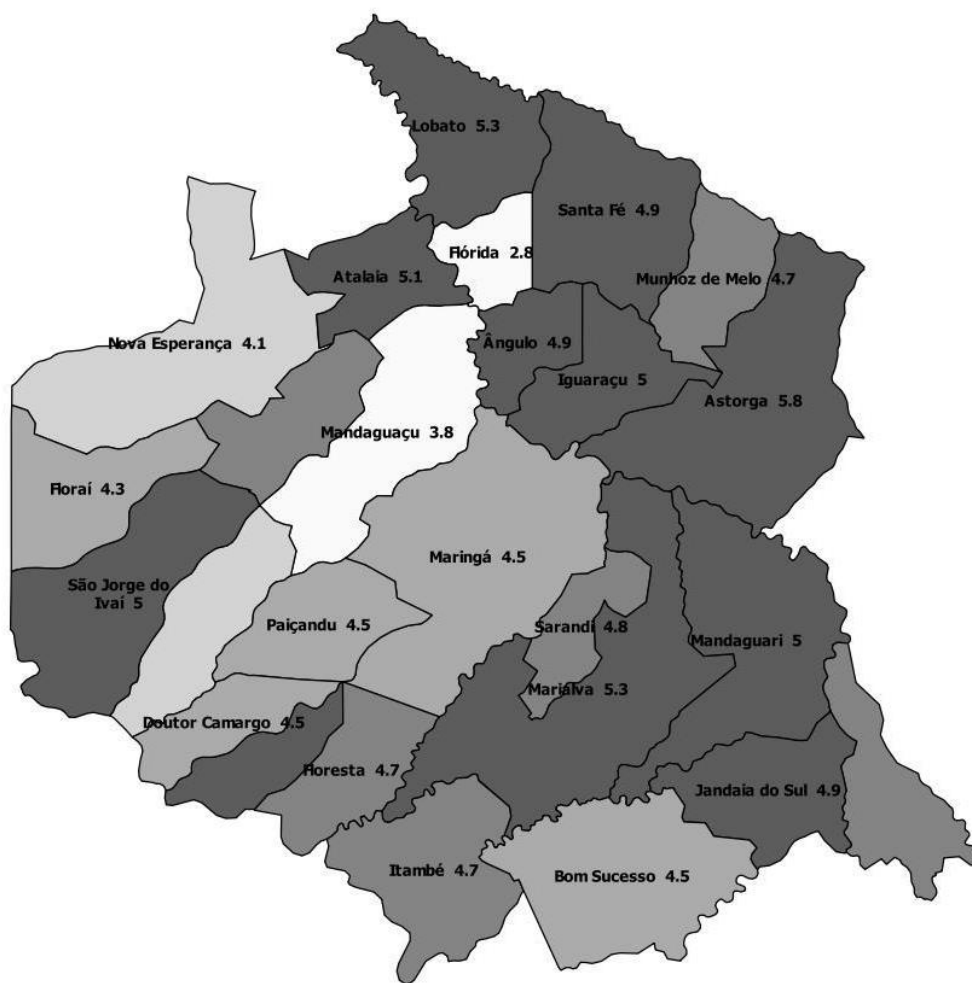 Lobato 5.3
Santa Fé 4.9
Flórida 2.8
Munhoz de Melo 4.7
Atalaia 5.1
Nova Esperança 4.1
Ângulo 4.9
Iguaraçu 5
Astorga 5.8
Mandaguaçu 3.8
Floraí 4.3
Maringá 4.5
São Jorge do
Ivaí 5
Paiçandu 4.5
Sarandi 4.8
Mandaguari 5
Marialva 5.3
Doutor Camargo 4.5
Floresta 4.7
Jandaia do Sul 4.9
Itambé 4.7
Bom Sucesso 4.5